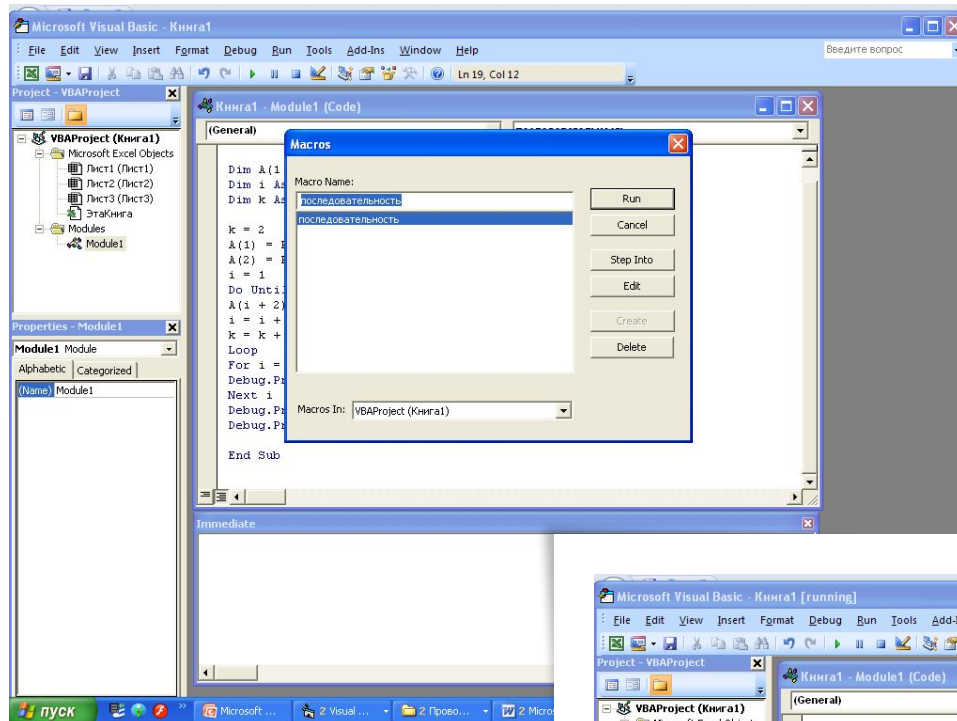 Microsoft Visual Basic - Книга1
File Edit View Insert Format Debug Run Tools Add-Ins Window Help
Введите вопрос
Ln 19, Col 12
Project - VBAProject
VBAProject (Книга1)
Microsoft Excel Objects
Лист1 (Лист1)
Лист2 (Лист2)
Лист3 (Лист3)
ЭтаКнига
Modules
Module1
Properties - Module1
Module1 Module
Alphabetic Categorized
(Name) Module1
Книга1 - Module1 (Code)
(General)
Dim A(1
Dim i As
Dim k As
k = 2
A(1) =
A(2) =
i = 1
Do Until
A(i + 2)
i = i +
k = k +
Loop
For i =
Debug.Pr
Next i
Debug.Pr
Debug.Pr
End Sub
Macros
Macro Name:
последовательность
последовательность
Run
Cancel
Step Into
Edit
Create
Delete
Macros In: VBAProject (Книга1)
Immediate
Microsoft Visual Basic - Книга1 [running]
File Edit View Insert Format Debug Run Tools Add-
Project - VBAProject
VBAProject (Книга1)
Книга1 - Module1 (Code)
(General)
пуск
Microsoft ...
2 Visual ...
2 Прово...
2 Micro